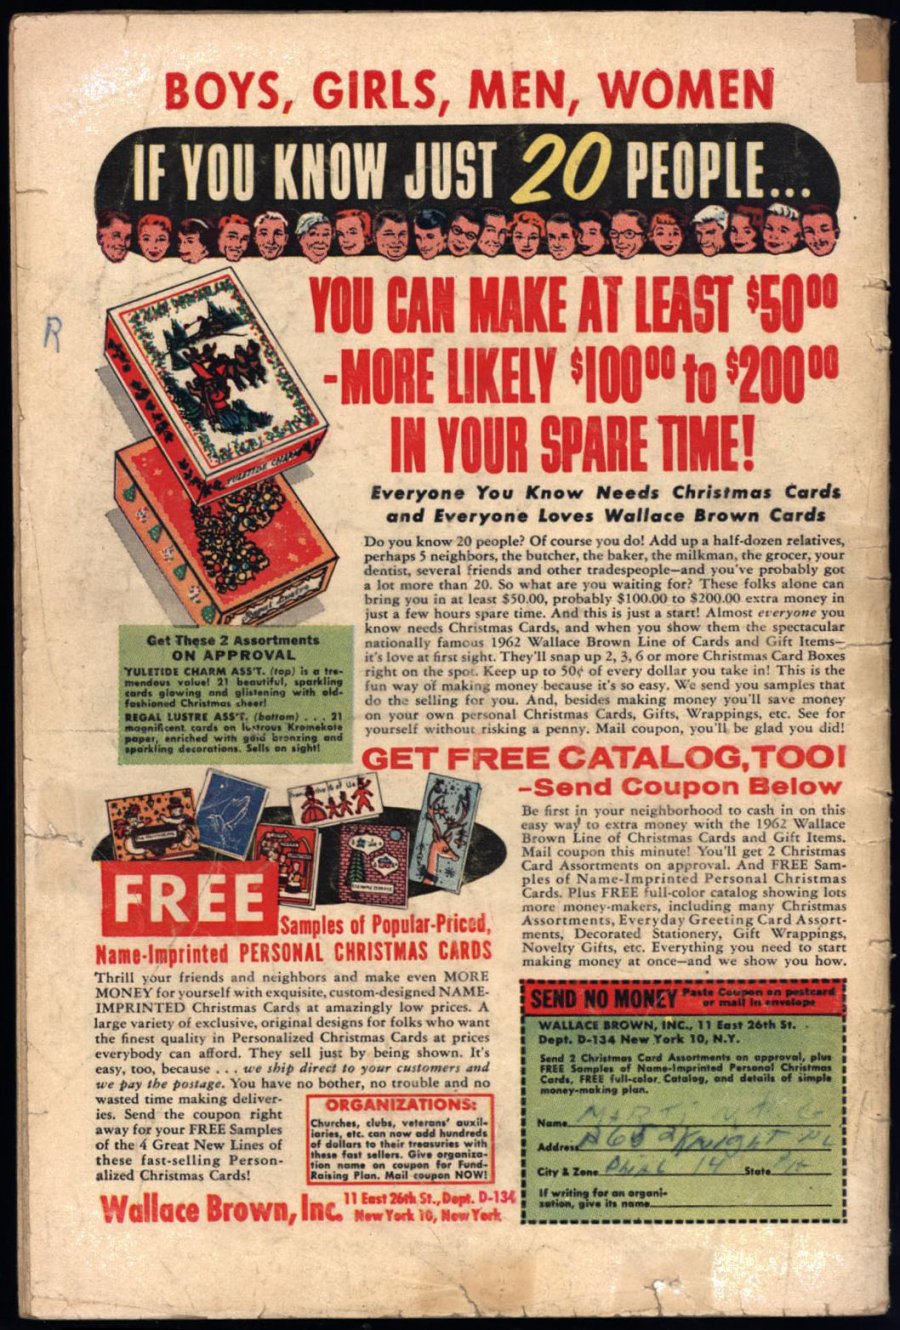 BOYS, GIRLS, MEN, WOMEN
IF YOU KNOW JUST 20 PEOPLE...
R
YOU CAN MAKE AT LEAST $50.00
-MORE LIKELY $100.00 to $200.00
IN YOUR SPARE TIME!
YULETIDE CHARM
Everyone You Know Needs Christmas Cards
and Everyone Loves Wallace Brown Cards
Do you know 20 people? Of course you do! Add up a half-dozen relatives,
perhaps 5 neighbors, the butcher, the baker, the milkman, the grocer, your
dentist, several friends and other tradespeople—and you've probably got
a lot more than 20. So what are you waiting for? These folks alone can
bring you in at least $50.00, probably $100.00 to $200.00 extra money in
just a few hours spare time. And this is just a start! Almost everyone you
know needs Christmas Cards, and when you show them the spectacular
nationally famous 1962 Wallace Brown Line of Cards and Gift Items—
it's love at first sight. They'll snap up 2, 3, 6 or more Christmas Card Boxes
right on the spot. Keep up to 50¢ of every dollar you take in! This is the
fun way of making money because it's so easy. We send you samples that
do the selling for you. And, besides making money you'll save money
on your own personal Christmas Cards, Gifts, Wrappings, etc. See for
yourself without risking a penny. Mail coupon, you'll be glad you did!
Get These 2 Assortments
ON APPROVAL
YULETIDE CHARM ASS'T. (top) is a tre-
mendous value! 21 beautiful, sparkling
cards glowing and glistening with old-
fashioned Christmas cheer!
REGAL LUSTRE ASS'T. (bottom) . . . 21
magnificent cards on lustrous Kromekote
paper, enriched with gold bronzing and
sparkling decorations. Sells on sight!
GET FREE CATALOG, TOO!
-Send Coupon Below
Be first in your neighborhood to cash in on this
easy way to extra money with the 1962 Wallace
Brown Line of Christmas Cards and Gift Items.
Mail coupon this minute! You'll get 2 Christmas
Card Assortments on approval. And FREE Sam-
ples of Name-Imprinted Personal Christmas
Cards. Plus FREE full-color catalog showing lots
more money-makers, including many Christmas
Assortments, Everyday Greeting Card Assort-
ments, Decorated Stationery, Gift Wrappings,
Novelty Gifts, etc. Everything you need to start
making money at once—and we show you how.
FREE
Samples of Popular-Priced,
Name-Imprinted PERSONAL CHRISTMAS CARDS
Thrill your friends and neighbors and make even MORE
MONEY for yourself with exquisite, custom-designed NAME-
IMPRINTED Christmas Cards at amazingly low prices. A
large variety of exclusive, original designs for folks who want
the finest quality in Personalized Christmas Cards at prices
everybody can afford. They sell just by being shown. It's
easy, too, because . . . we ship direct to your customers and
we pay the postage. You have no bother, no trouble and no
wasted time making deliver-
ies. Send the coupon right
away for your FREE Samples
of the 4 Great New Lines of
these fast-selling Person-
alized Christmas Cards!
ORGANIZATIONS:
Churches, clubs, veterans' auxil-
iaries, etc. can now add hundreds
of dollars to their treasuries with
these fast sellers. Give organiza-
tion name on coupon for Fund-
Raising Plan. Mail coupon NOW!
Wallace Brown, Inc. 11 East 26th St., Dept. D-134
New York 10, New York
SEND NO MONEY Paste Coupon on postcard
or mail in envelope
WALLACE BROWN, INC., 11 East 26th St.
Dept. D-134 New York 10, N.Y.
Send 2 Christmas Card Assortments on approval, plus
FREE Samples of Name-Imprinted Personal Christmas
Cards, FREE full-color Catalog, and details of simple
money-making plan.
Name
Address Knight
City & Zone Phila 14 State
If writing for an organi-
zation, give its name